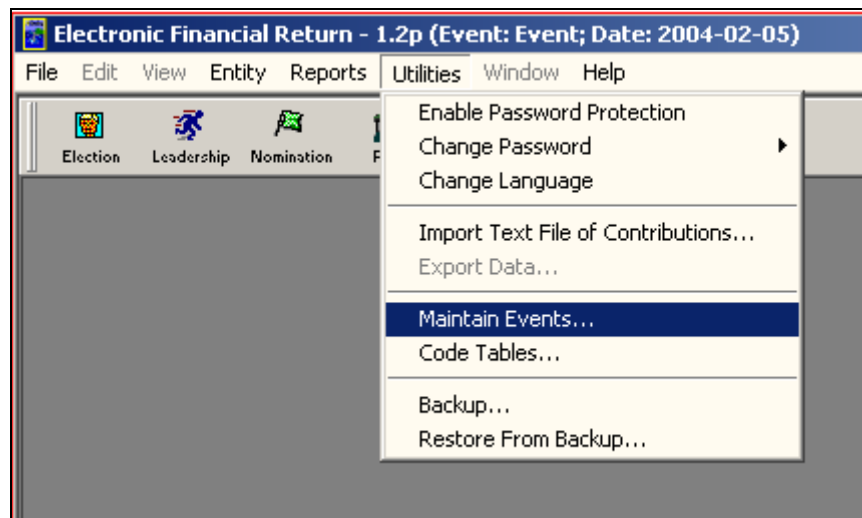 Electronic Financial Return - 1.2p (Event: Event; Date: 2004-02-05)
File Edit View Entity Reports Utilities Window Help
Election Leadership Nomination
Enable Password Protection
Change Password
Change Language
Import Text File of Contributions...
Export Data...
Maintain Events...
Code Tables...
Backup...
Restore From Backup...